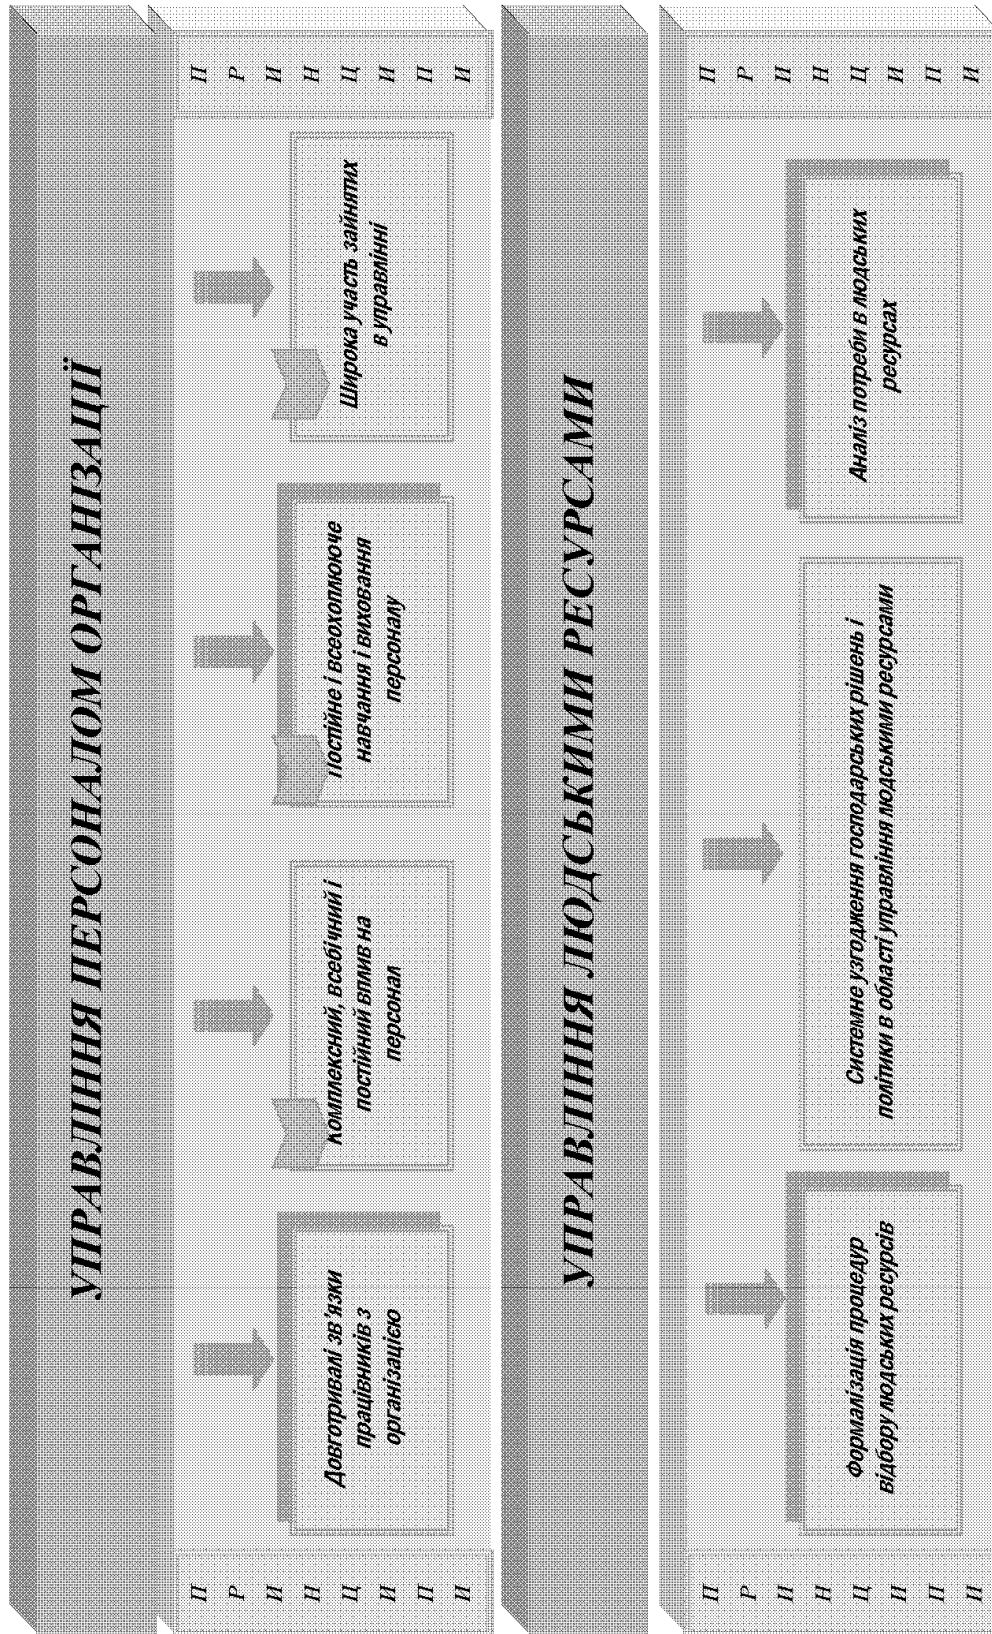 УПРАВЛІННЯ ПЕРСОНАЛОМ ОРГАНІЗАЦІЇ
П
Р
И
Н
Ц
И
П
И
Довготривалі зв’язки
працівників з
організацією
Комплексний, всебічний і
постійний вплив на
персонал
Постійне і всеохоплююче
навчання і виховання
персоналу
Широка участь зайнятих
в управлінні
П
Р
И
Н
Ц
И
П
И
УПРАВЛІННЯ ЛЮДСЬКИМИ РЕСУРСАМИ
П
Р
И
Н
Ц
И
П
И
Формалізація процедур
відбору людських ресурсів
Системне узгодження господарських рішень і
політики в області управління людськими ресурсами
Аналіз потреби в людських
ресурсах
П
Р
И
Н
Ц
И
П
И